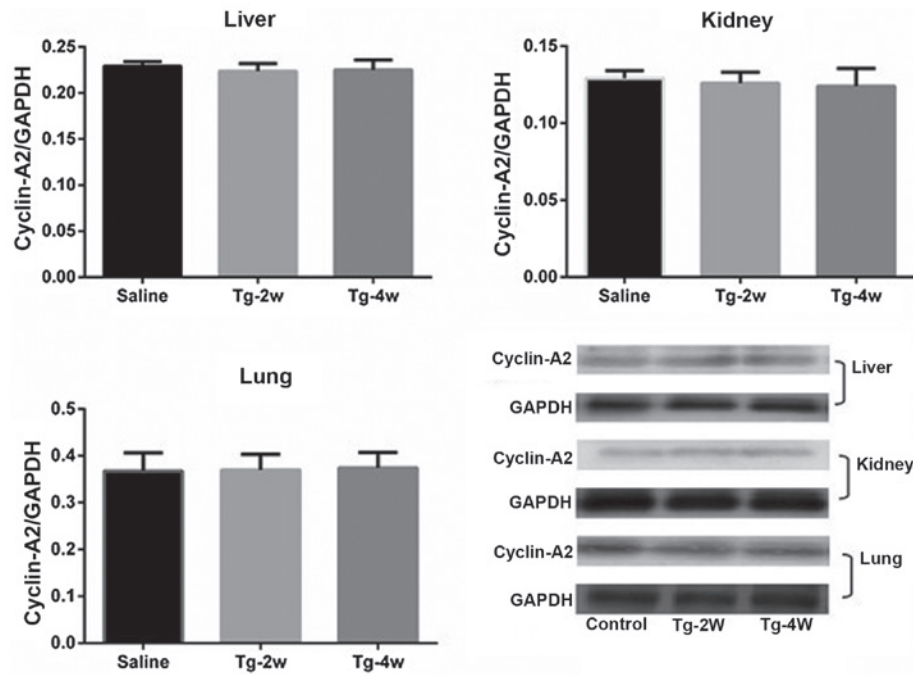 Liver
Cyclin-A2/GAPDH
0.25
0.20
0.15
0.10
0.05
0.00
Saline Tg-2w Tg-4w
Kidney
Cyclin-A2/GAPDH
0.15
0.10
0.05
0.00
Saline Tg-2w Tg-4w
Lung
Cyclin-A2/GAPDH
0.5
0.4
0.3
0.2
0.1
0.0
Saline Tg-2w Tg-4w
Cyclin-A2
GAPDH
Liver
Cyclin-A2
GAPDH
Kidney
Cyclin-A2
GAPDH
Lung
Control Tg-2W Tg-4W